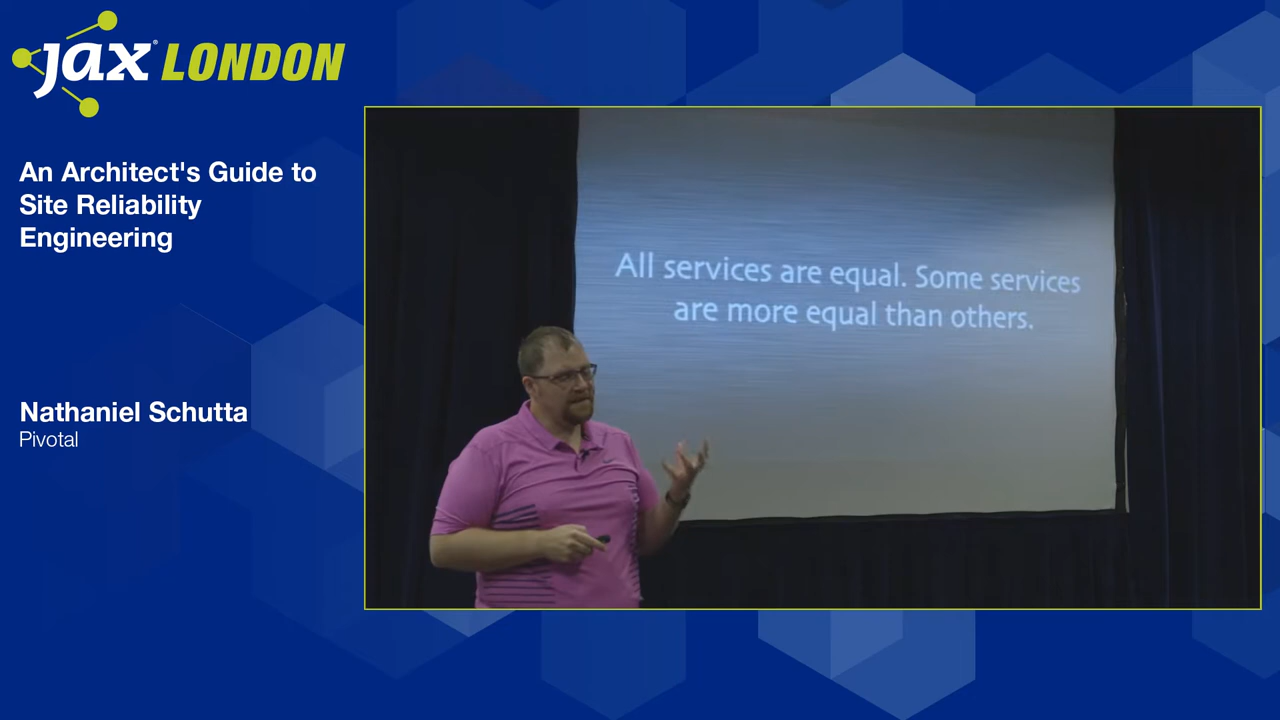 jax LONDON
An Architect's Guide to
Site Reliability
Engineering
Nathaniel Schutta
Pivotal
All services are equal. Some services
are more equal than others.